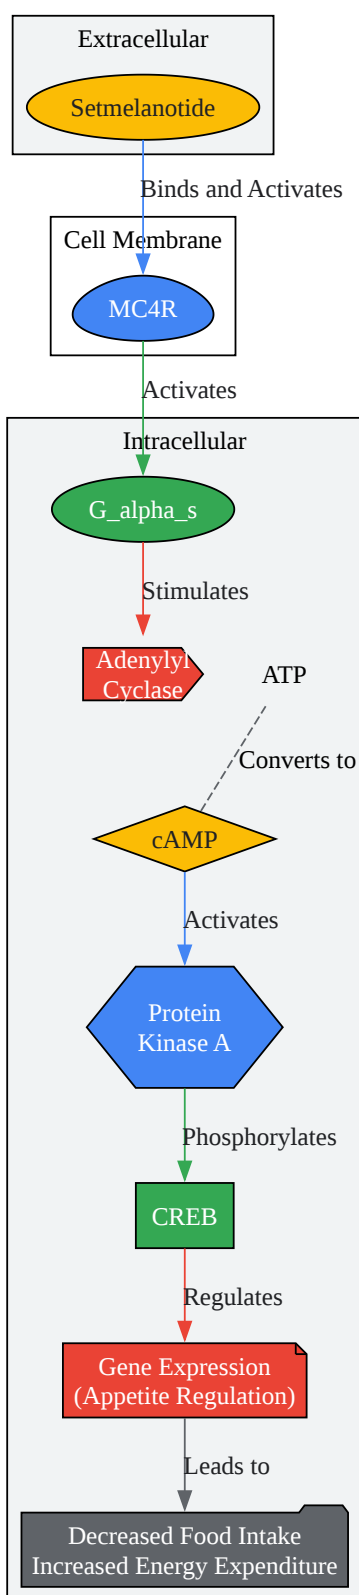 Extracellular
Setmelanotide
Binds and Activates
Cell Membrane
MC4R
Activates
Intracellular
G_alpha_s
Stimulates
Adenylyl
Cyclase
ATP
Converts to
cAMP
Activates
Protein
Kinase A
Phosphorylates
CREB
Regulates
Gene Expression
(Appetite Regulation)
Leads to
Decreased Food Intake
Increased Energy Expenditure